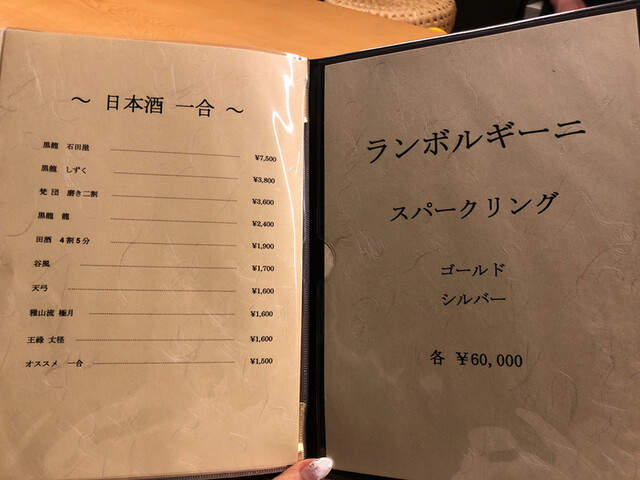 ～ 日本酒 一合 ～
黒龍 石田屋 ¥7,500
黒龍 しずく ¥3,800
梵 団 磨き二割 ¥3,600
黒龍 龍 ¥2,400
田酒 4割5分 ¥1,900
谷風 ¥1,700
天弓 ¥1,600
雅山流 極月 ¥1,600
王祿 丈径 ¥1,600
オススメ 一合 ¥1,500
ランボルギーニ
スパークリング
ゴールド
シルバー
各 ￥60,000